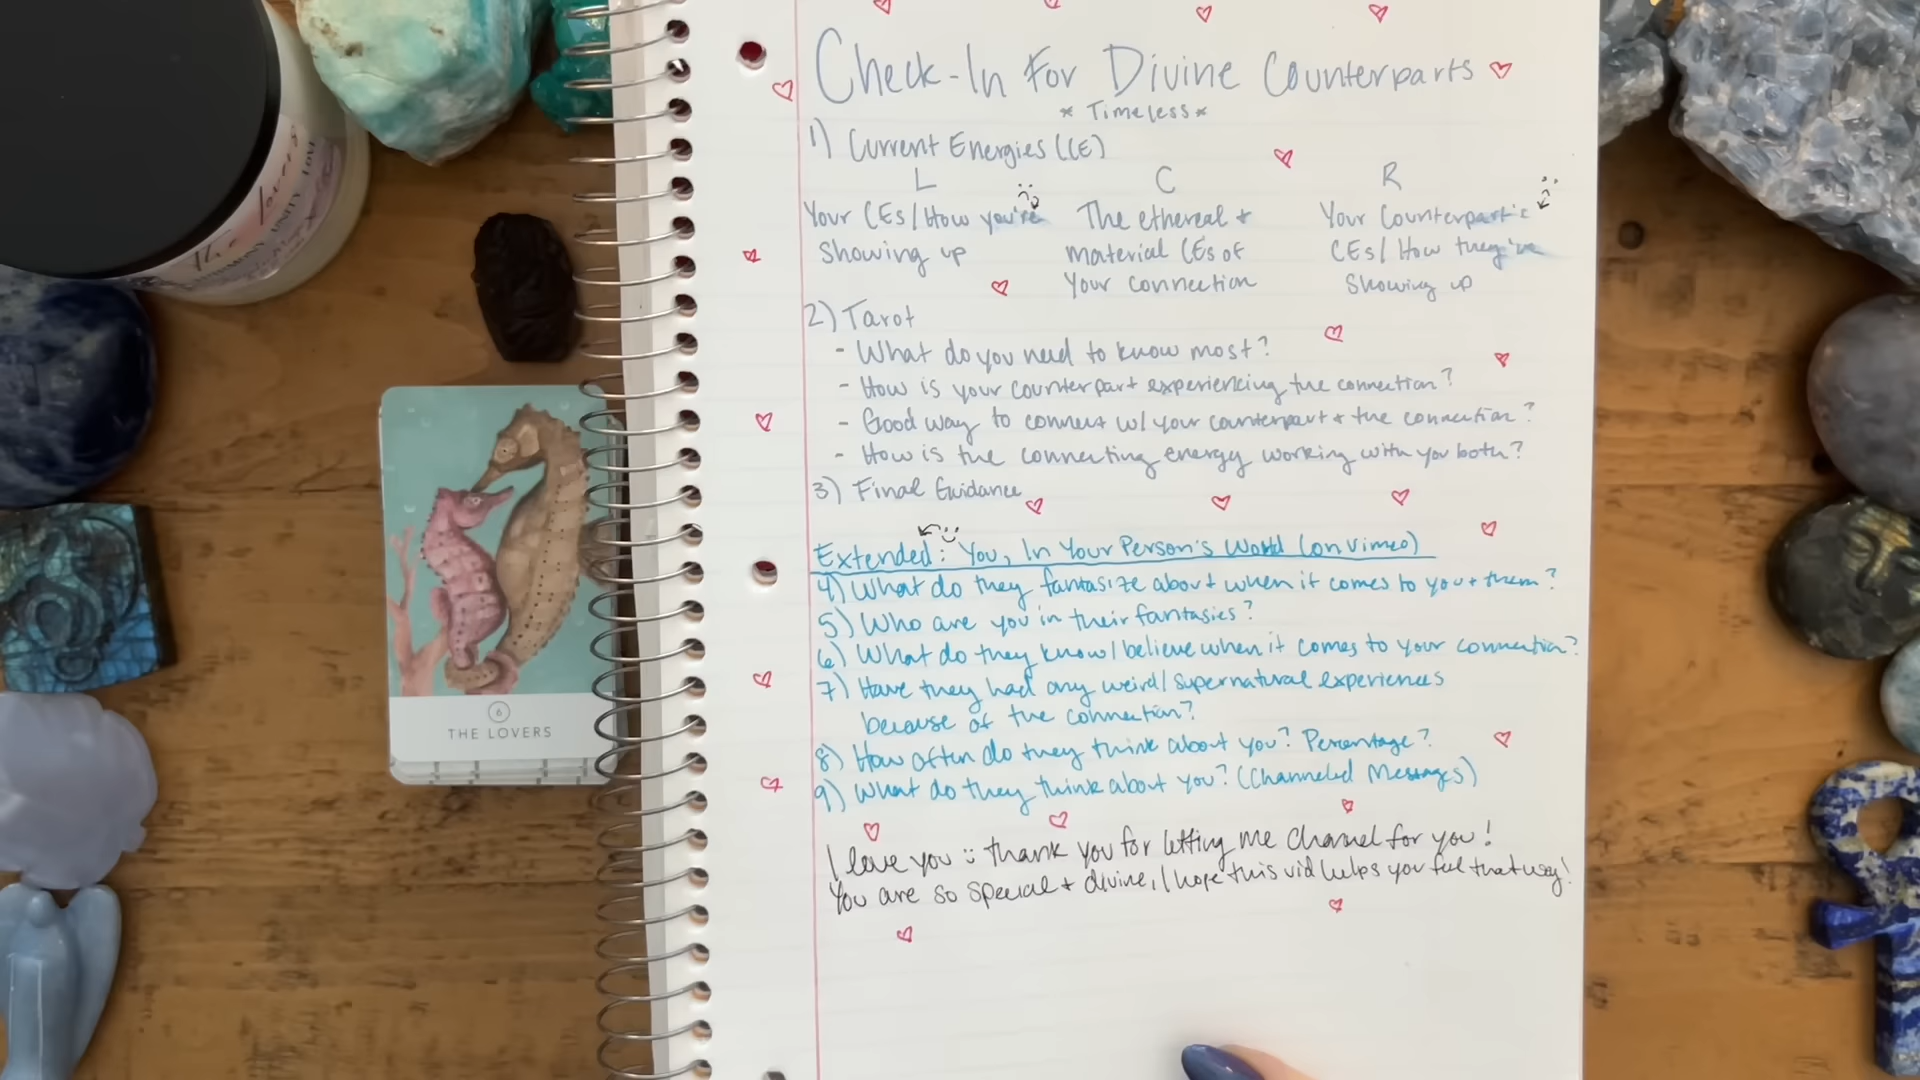 Check-In For Divine Counterparts
* Timeless *
1) Current Energies (CE)
L C R
Your CEs/How you're
Showing up
The ethereal +
material CEs of
Your connection
Your Counterpart's
CEs/How they're
Showing up
2) Tarot
- What do you need to know most?
- How is your counterpart experiencing the connection?
- Good way to connect w/ your counterpart + the connection?
- How is the connecting energy working with you both?
3) Final Guidance
Extended: You, In Your Person's World (on Vimeo)
4) What do they fantasize about when it comes to you + them?
5) Who are you in their fantasies?
6) What do they know/believe when it comes to your connection?
7) Have they had any weird/supernatural experiences
because of the connection?
8) How often do they think about you? Percentage?
9) What do they think about you? (Channeled Messages)
I love you :) thank you for letting me channel for you!
You are so special + divine, I hope this vid helps you feel that way!
6
THE LOVERS
The Lovers